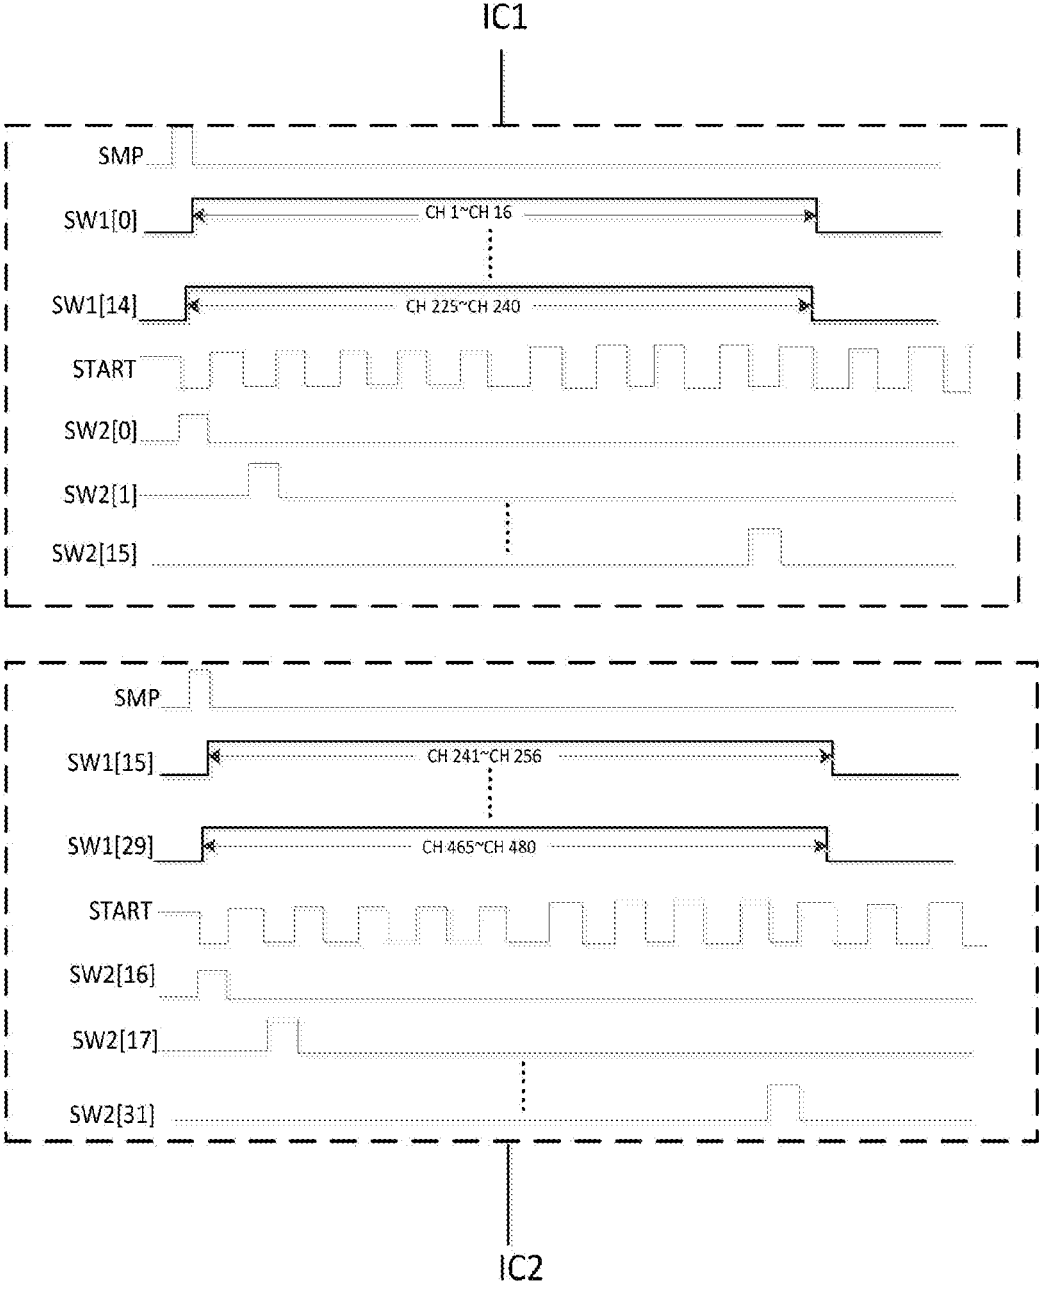 IC1
SMP
SW1[0]
CH 1~CH 16
SW1[14]
CH 225~CH 240
START
SW2[0]
SW2[1]
SW2[15]
SMP
SW1[15]
CH 241~CH 256
SW1[29]
CH 465~CH 480
START
SW2[16]
SW2[17]
SW2[31]
IC2